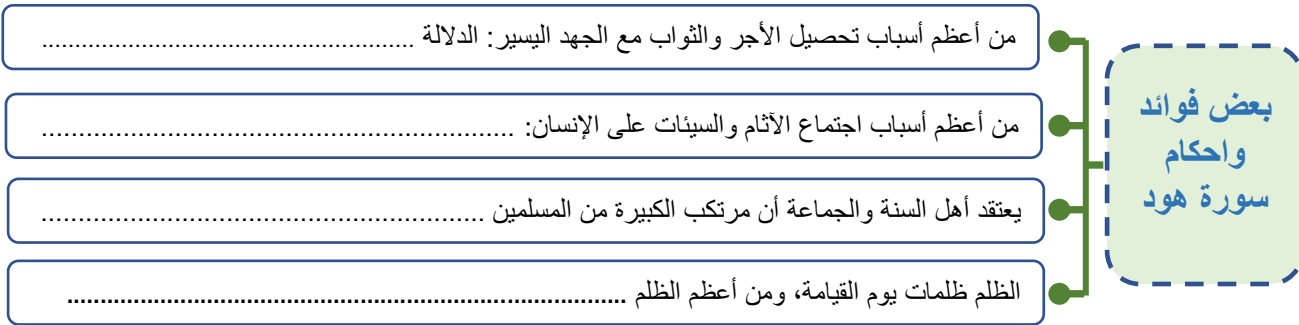 بعض فوائد
واحكام
سورة هود
من أعظم أسباب تحصيل الأجر والثواب مع الجهد اليسير: الدلالة ........................................................
من أعظم أسباب اجتماع الآثام والسيئات على الإنسان: ................................................................
يعتقد أهل السنة والجماعة أن مرتكب الكبيرة من المسلمين ............................................................
الظلم ظلمات يوم القيامة، ومن أعظم الظلم ....................................................................................